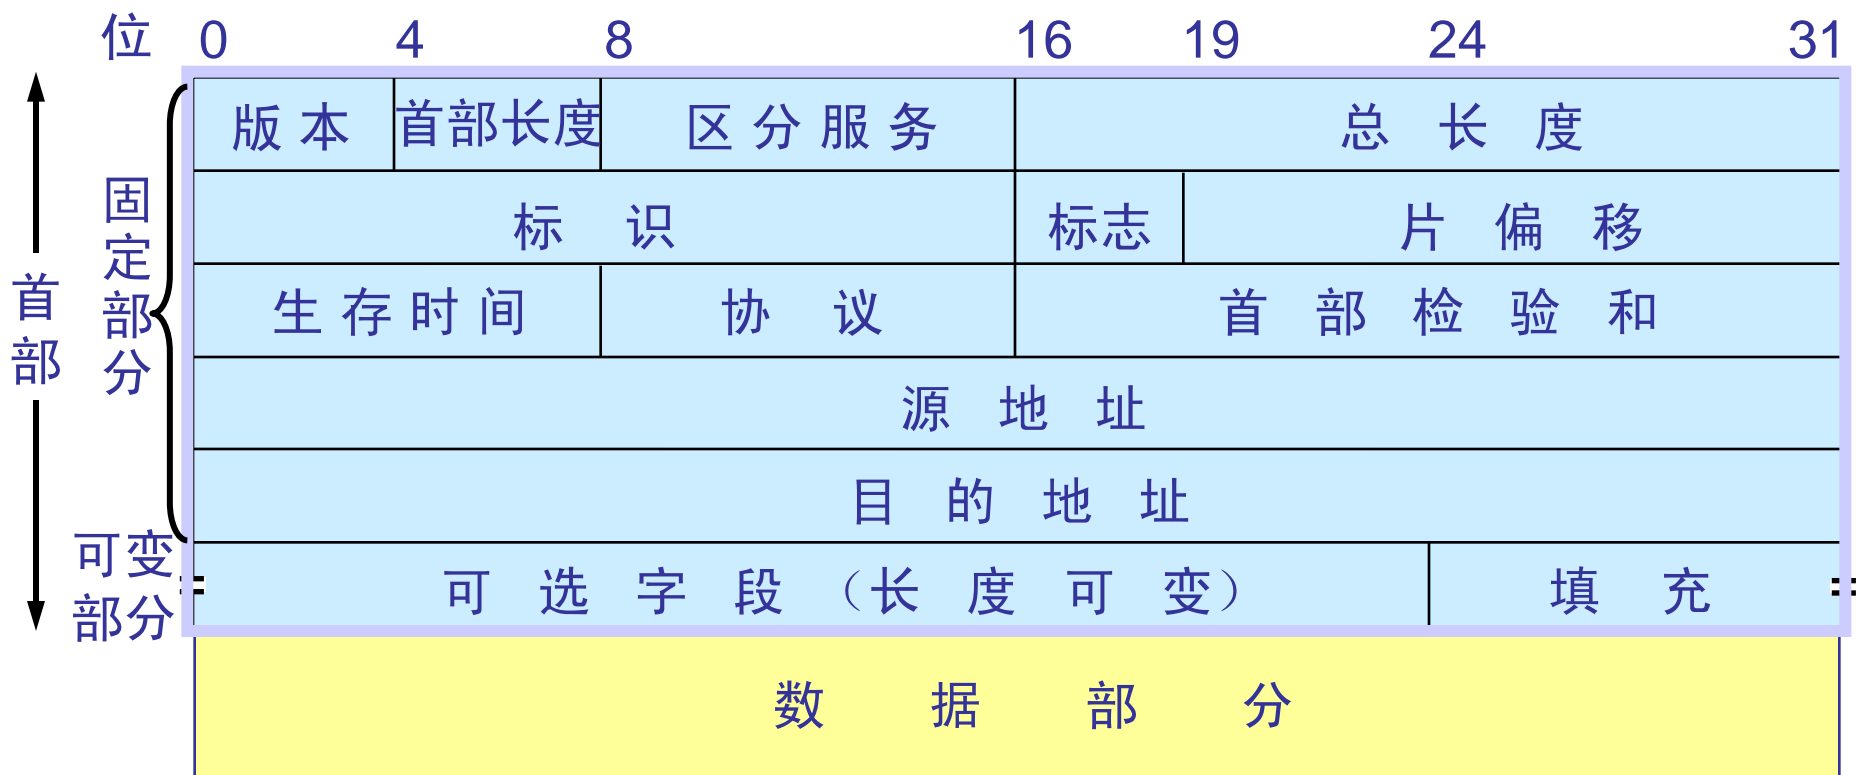 位 0 4 8 16 19 24 31
版本 首部长度 区分服务 总长度
标识 标志 片偏移
生存时间 协议 首部检验和
源地址
目的地址
可选字段（长度可变） 填充
数据部分
首部
固定部分
可变
部分